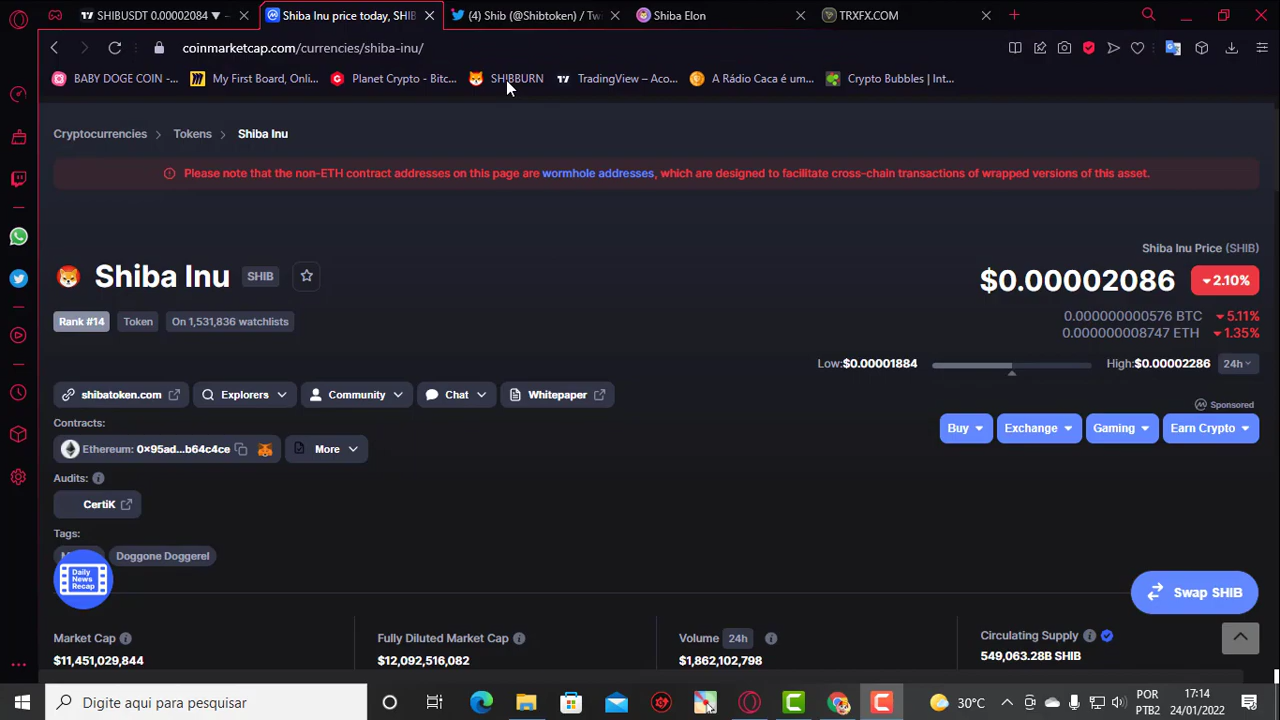 SHIBUSDT 0.00002084 ▼
Shiba Inu price today, SHIB
(4) Shib (@Shibtoken) / Tw
Shiba Elon
TRXFX.COM
coinmarketcap.com/currencies/shiba-inu/
BABY DOGE COIN -...
My First Board, Onli...
Planet Crypto - Bitc...
SHIBBURN
TradingView – Aco...
A Rádio Caca é um...
Crypto Bubbles | Int...
Cryptocurrencies > Tokens > Shiba Inu
Please note that the non-ETH contract addresses on this page are wormhole addresses, which are designed to facilitate cross-chain transactions of wrapped versions of this asset.
Shiba Inu Price (SHIB)
Shiba Inu SHIB
$0.00002086 2.10%
Rank #14 Token On 1,531,836 watchlists
0.000000000576 BTC 5.11%
0.000000008747 ETH 1.35%
Low:$0.00001884 High:$0.00002286 24h
shibatoken.com Explorers Community Chat Whitepaper
Sponsored
Contracts:
Buy Exchange Gaming Earn Crypto
Ethereum: 0x95ad...b64c4ce More
Audits:
CertiK
Tags:
Doggone Doggerel
Daily
News
Recap
Swap SHIB
Market Cap
$11,451,029,844
Fully Diluted Market Cap
$12,092,516,082
Volume 24h
$1,862,102,798
Circulating Supply
549,063.28B SHIB
Digite aqui para pesquisar
30°C
POR
PTB2
17:14
24/01/2022